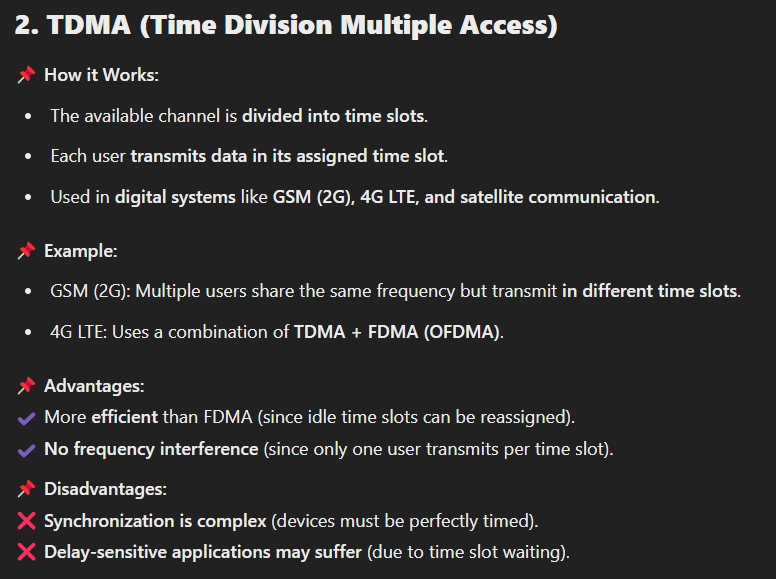 2. TDMA (Time Division Multiple Access)
📌 How it Works:
• The available channel is divided into time slots.
• Each user transmits data in its assigned time slot.
• Used in digital systems like GSM (2G), 4G LTE, and satellite communication.
📌 Example:
• GSM (2G): Multiple users share the same frequency but transmit in different time slots.
• 4G LTE: Uses a combination of TDMA + FDMA (OFDMA).
📌 Advantages:
✔ More efficient than FDMA (since idle time slots can be reassigned).
✔ No frequency interference (since only one user transmits per time slot).
📌 Disadvantages:
❌ Synchronization is complex (devices must be perfectly timed).
❌ Delay-sensitive applications may suffer (due to time slot waiting).